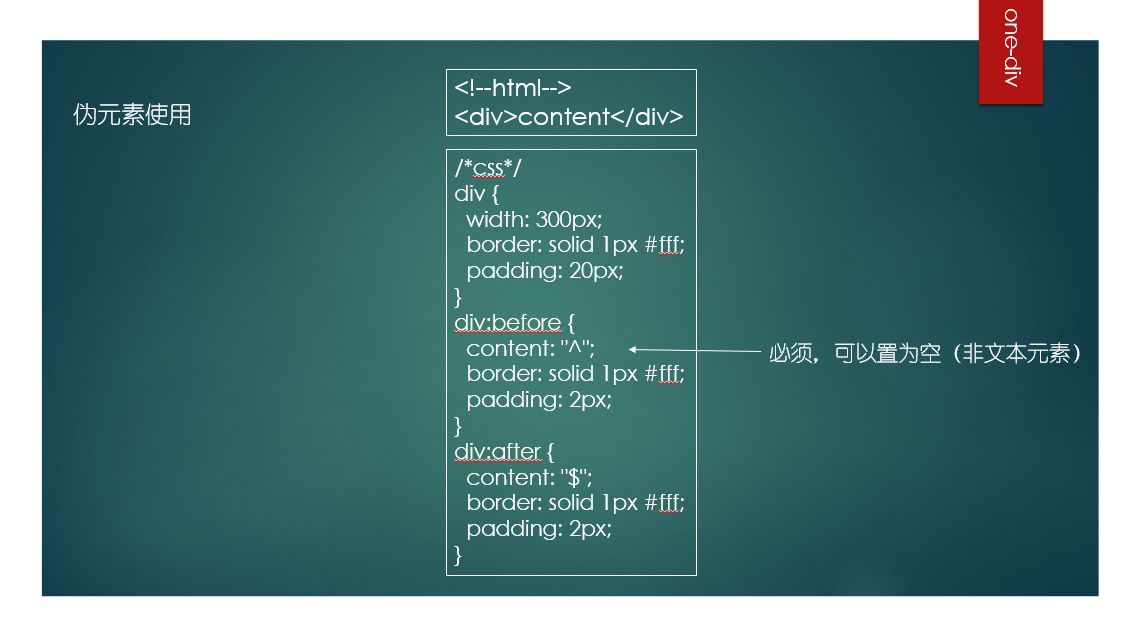 one-div
伪元素使用
<!--html-->
<div>content</div>
/*css*/
div {
  width: 300px;
  border: solid 1px #fff;
  padding: 20px;
}
div:before {
  content: "^";
  border: solid 1px #fff;
  padding: 2px;
}
div:after {
  content: "$";
  border: solid 1px #fff;
  padding: 2px;
}
必须，可以置为空（非文本元素）